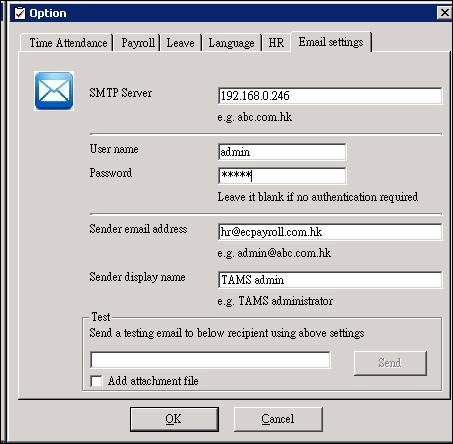 Option
Time Attendance Payroll Leave Language HR Email settings
SMTP Server 192.168.0.246
e.g. abc.com.hk
User name admin
Password *****
Leave it blank if no authentication required
Sender email address hr@ecpayroll.com.hk
e.g. admin@abc.com.hk
Sender display name TAMS admin
e.g. TAMS administrator
Test
Send a testing email to below recipient using above settings
Send
Add attachment file
OK Cancel